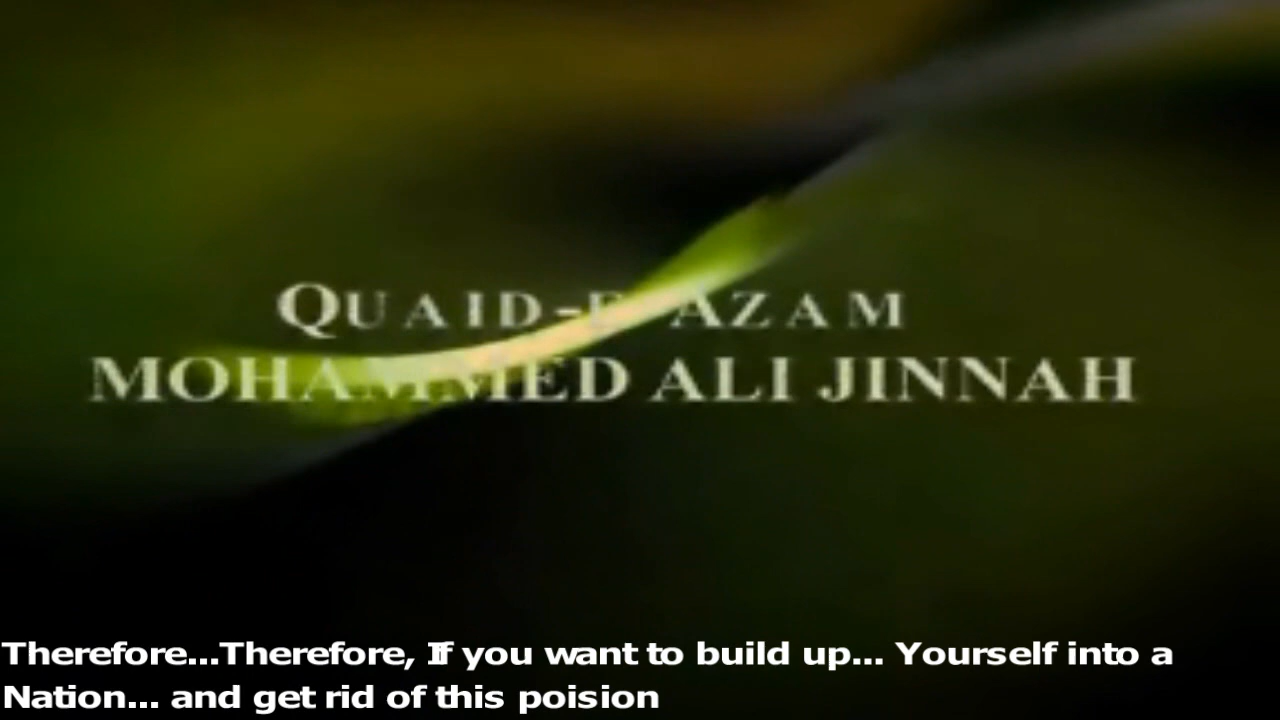 QUAID-E AZAM
MOHAMMED ALI JINNAH
Therefore...Therefore, If you want to build up... Yourself into a
Nation... and get rid of this poision